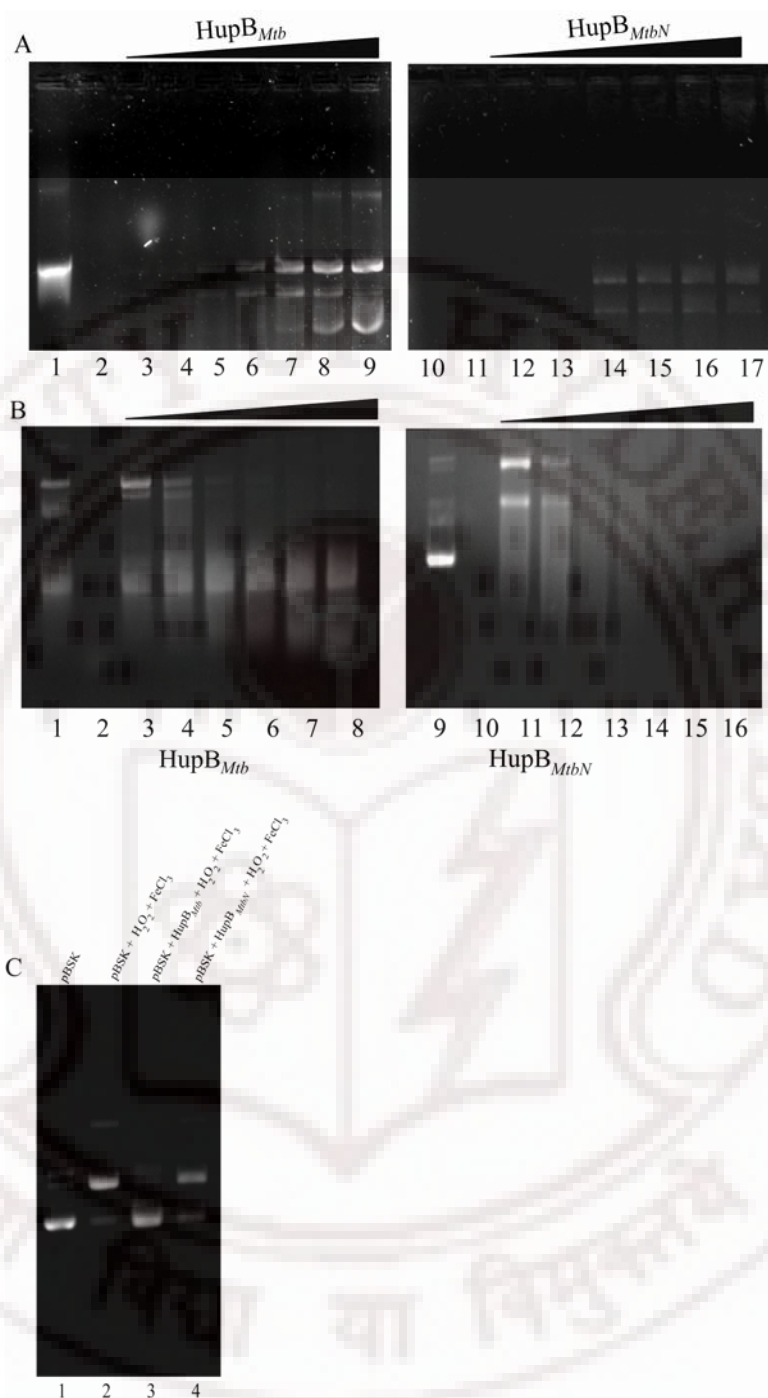 A
HupBMtb
HupBMtbN
1 2 3 4 5 6 7 8 9
10 11 12 13 14 15 16 17
B
1 2 3 4 5 6 7 8
9 10 11 12 13 14 15 16
HupBMtb
HupBMtbN
C
pBSK
pBSK + H2O2 + FeCl3
pBSK + HupBMtb + H2O2 + FeCl3
pBSK + HupBMtbN + H2O2 + FeCl3
1 2 3 4
या विमुक्तये